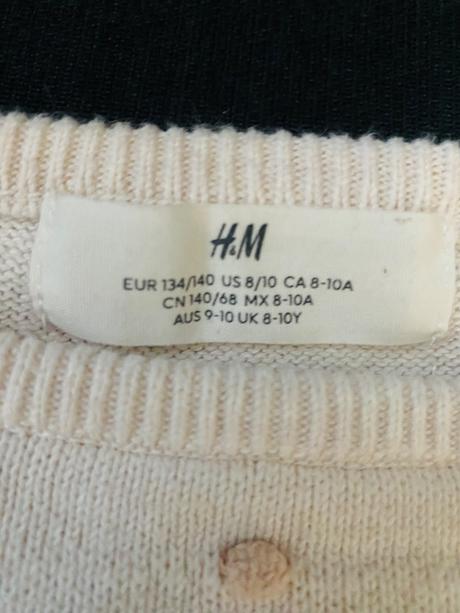 H&M
EUR 134/140 US 8/10 CA 8-10A
CN 140/68 MX 8-10A
AUS 9-10 UK 8-10Y